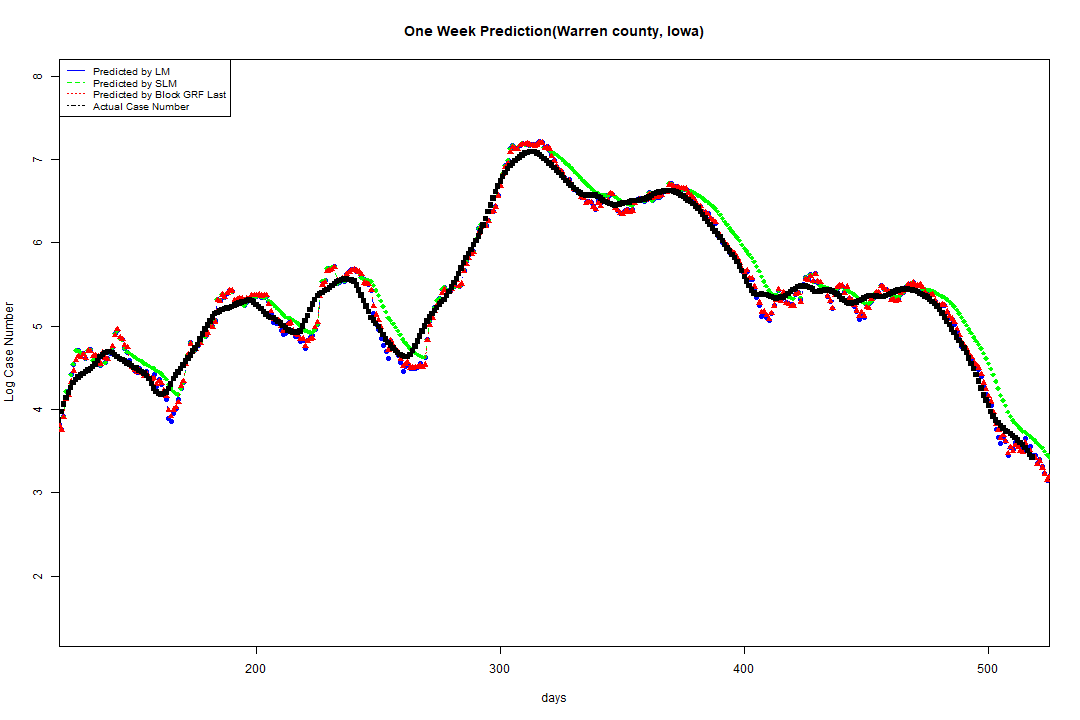 One Week Prediction(Warren county, Iowa)
Predicted by LM
Predicted by SLM
Predicted by Block GRF Last
Actual Case Number
8
7
6
5
4
3
2
Log Case Number
200
300
400
500
days